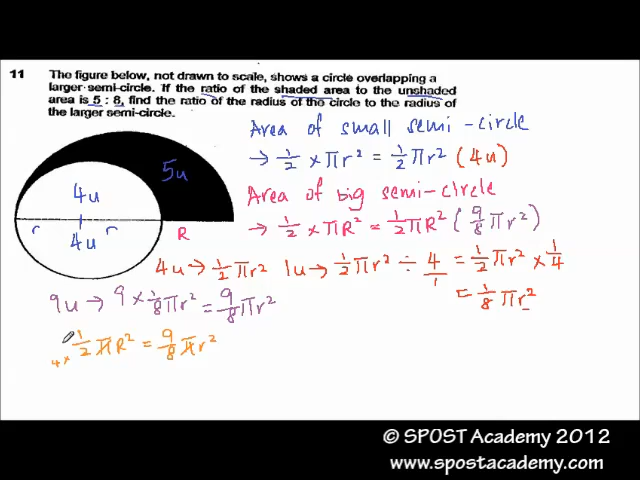 11 The figure below, not drawn to scale, shows a circle overlapping a
larger semi-circle. If the ratio of the shaded area to the unshaded
area is 5 : 8, find the ratio of the radius of the circle to the radius of
the larger semi-circle.
Area of small semi-circle
→ 1/2 × πr² = 1/2 πr² (4u)
5u
4u
Area of big semi-circle
→ 1/2 × πR² = 1/2 πR² (9/8 πr²)
r r R
4u
4u → 1/2 πr² 1u → 1/2 πr² ÷ 4/1 = 1/2 πr² × 1/4
= 1/8 πr²
9u → 9 × 1/8 πr² = 9/8 πr²
4 × 1/2 πR² = 9/8 πr²
© SPOST Academy 2012
www.spostacademy.com